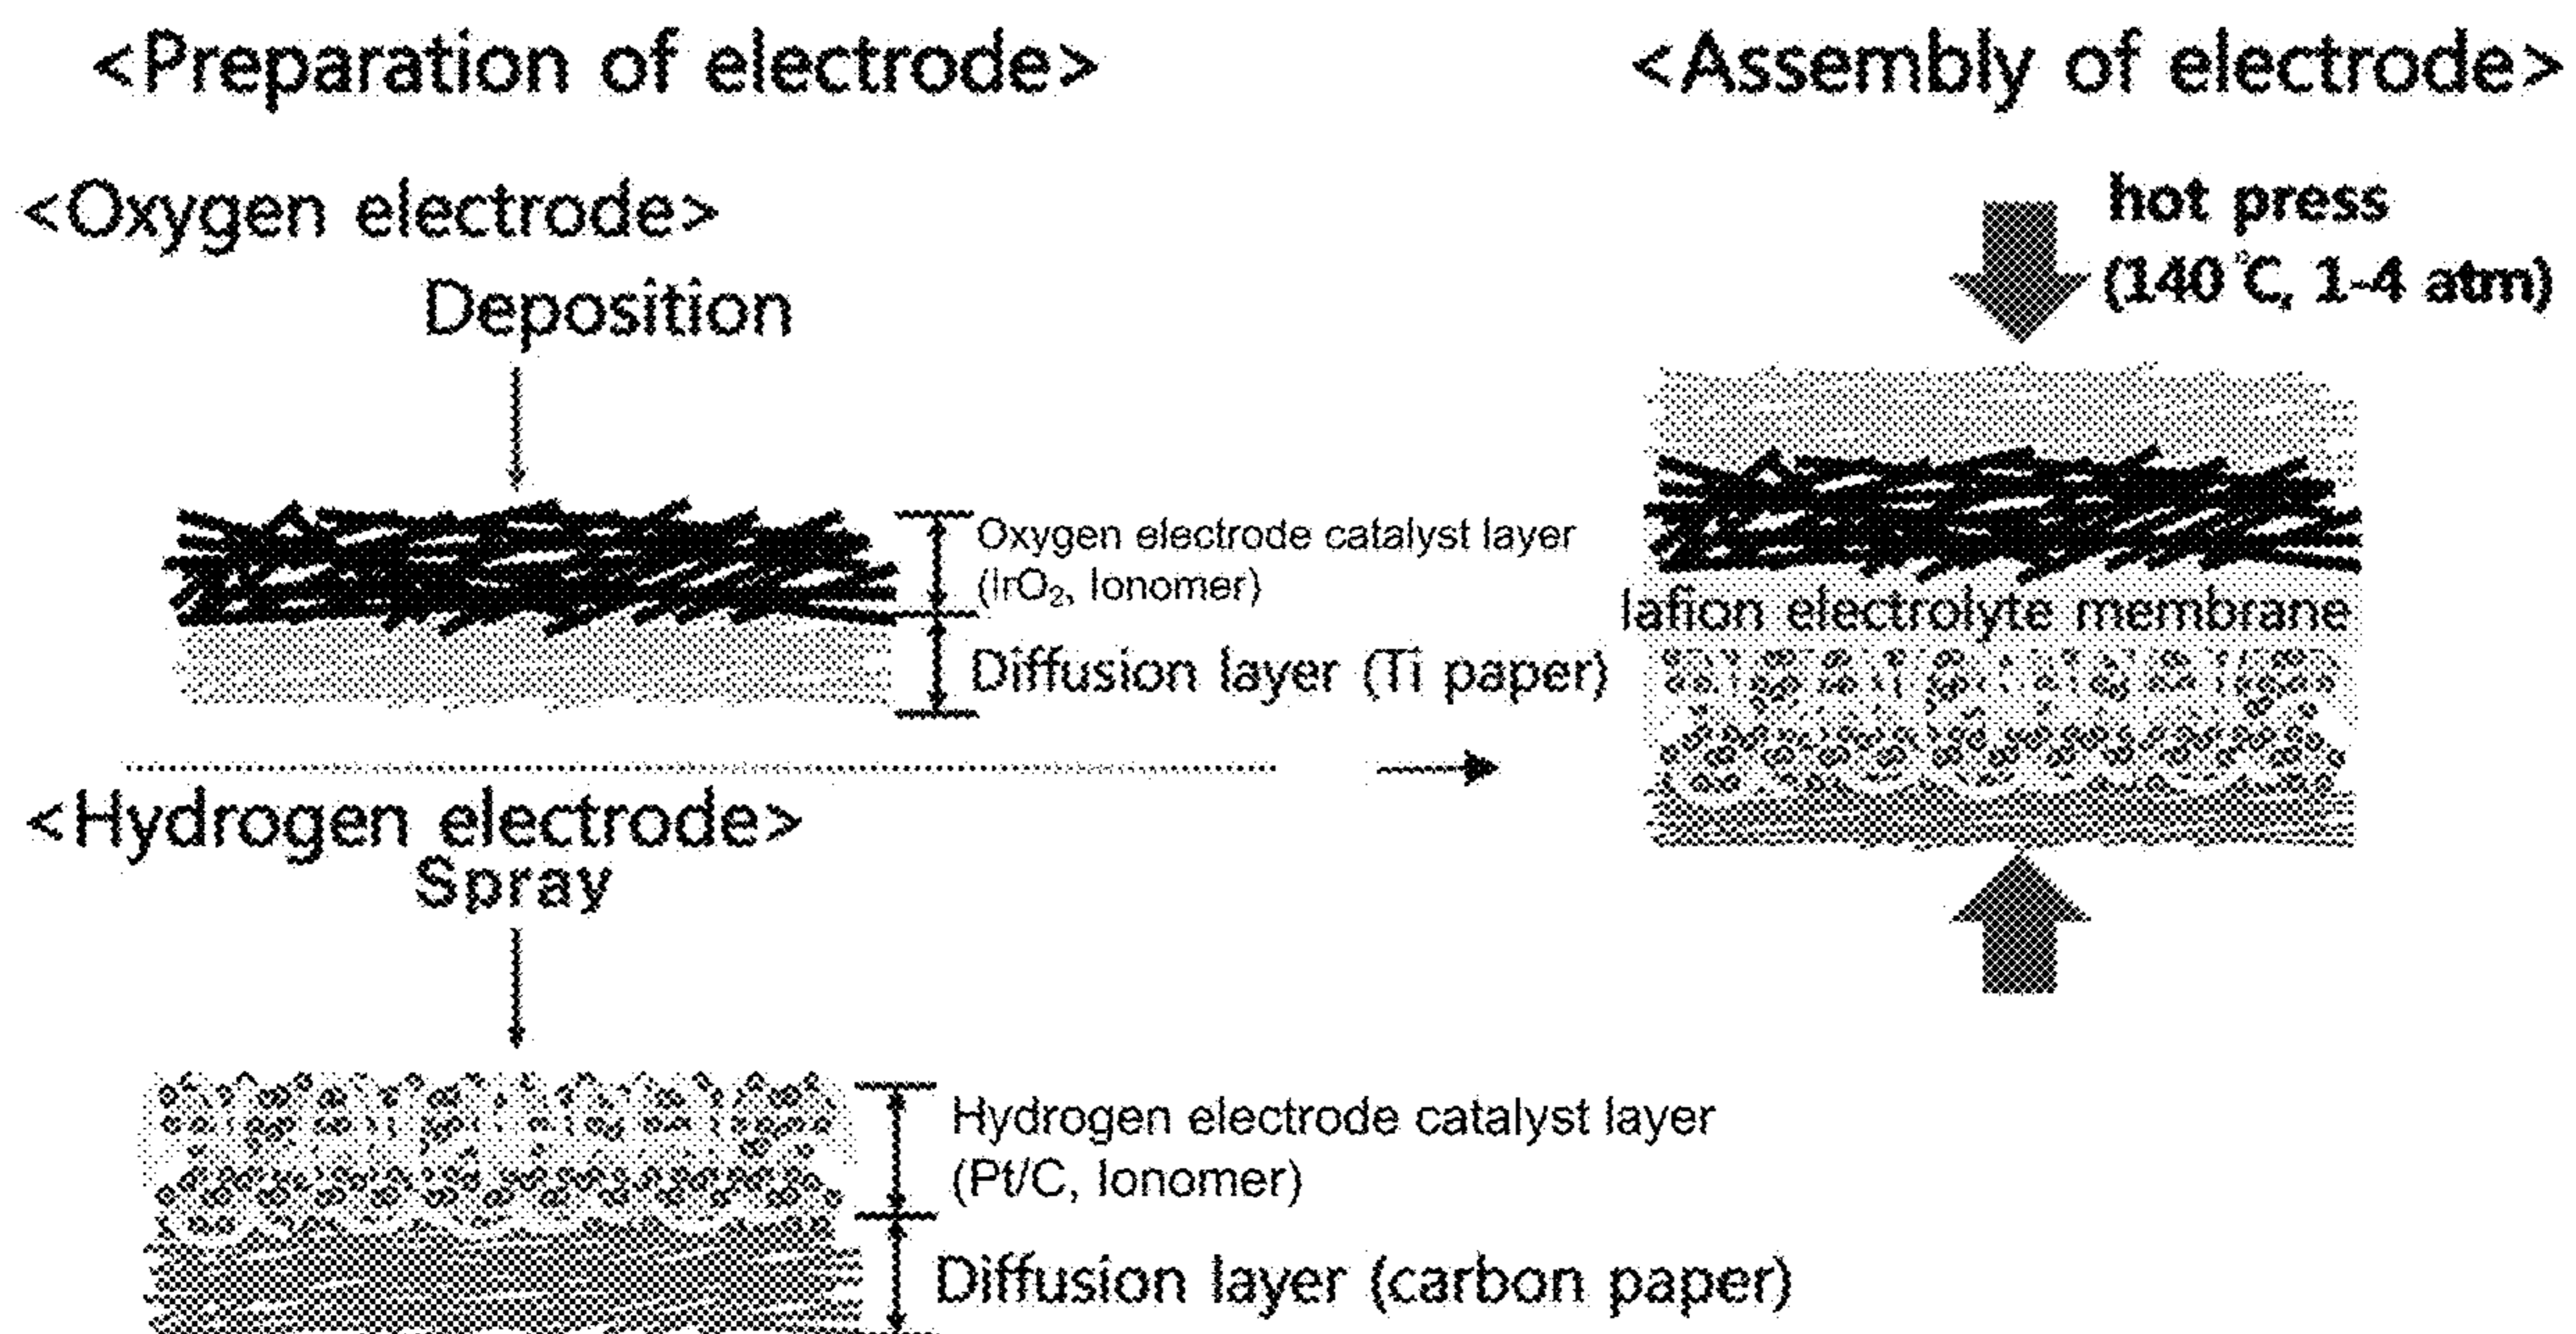 <Preparation of electrode>
<Assembly of electrode>
<Oxygen electrode>
Deposition
hot press
(140°C, 1-4 atm)
Oxygen electrode catalyst layer
(IrO₂, Ionomer)
Diffusion layer (Ti paper)
lafion electrolyte membrane
<Hydrogen electrode>
Spray
Hydrogen electrode catalyst layer
(Pt/C, Ionomer)
Diffusion layer (carbon paper)